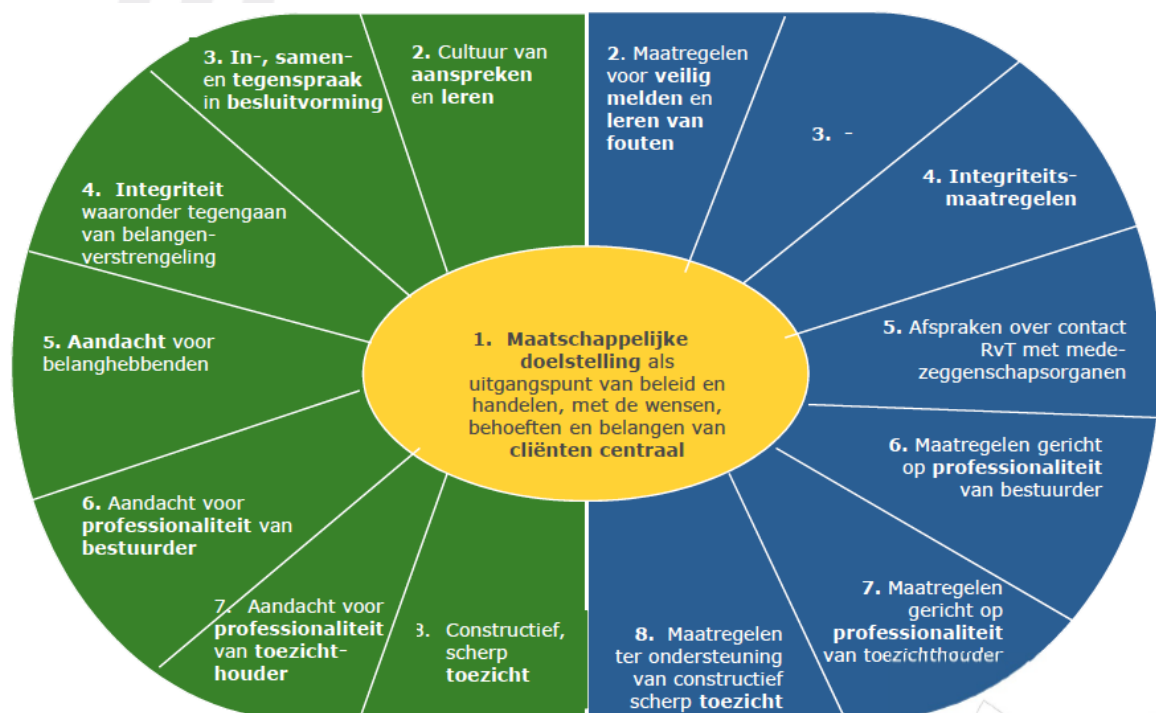 3. In-, samen-
en tegenspraak
in besluitvorming
2. Cultuur van
aanspreken
en leren
4. Integriteit
waaronder tegengaan
van belangen-
verstrengeling
5. Aandacht voor
belanghebbenden
6. Aandacht voor
professionaliteit van
bestuurder
7. Aandacht voor
professionaliteit
van toezicht-
houder
3. Constructief,
scherp
toezicht
1. Maatschappelijke
doelstelling als
uitgangspunt van beleid en
handelen, met de wensen,
behoeften en belangen van
cliënten centraal
2. Maatregelen
voor veilig
melden en
leren van
fouten
3. -
4. Integriteits-
maatregelen
5. Afspraken over contact
RvT met mede-
zeggenschapsorganen
6. Maatregelen gericht
op professionaliteit
van bestuurder
7. Maatregelen
gericht op
professionaliteit
van toezichthouder
8. Maatregelen
ter ondersteuning
van constructief
scherp toezicht